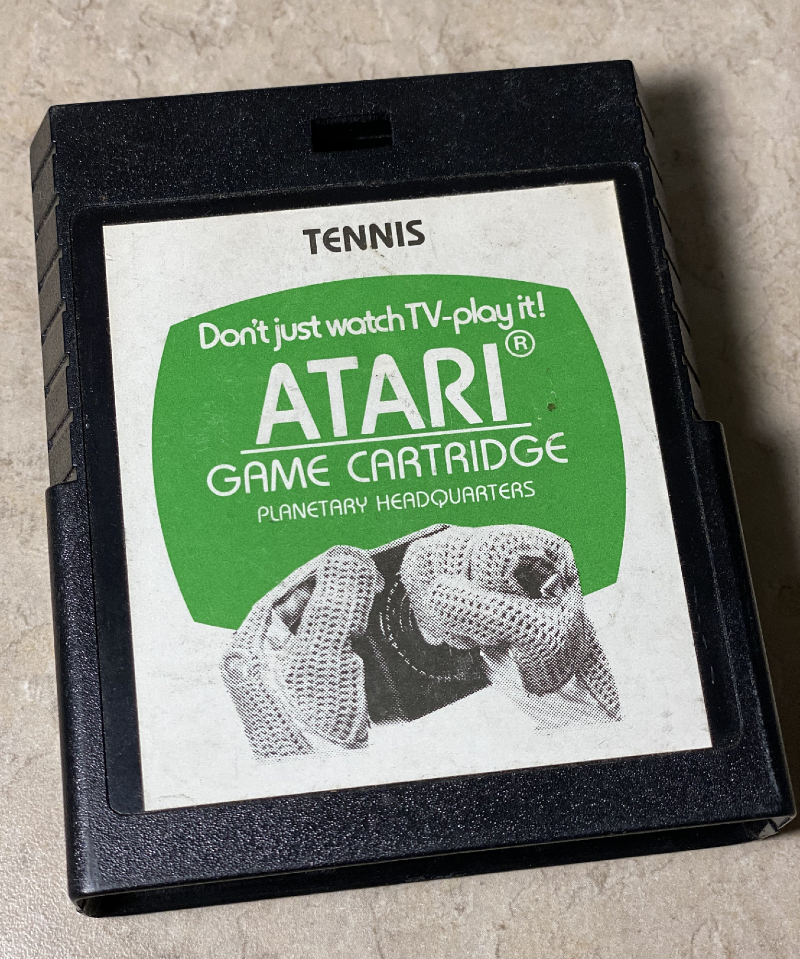 TENNIS
Don't just watch TV-play it!
ATARI®
GAME CARTRIDGE
PLANETARY HEADQUARTERS